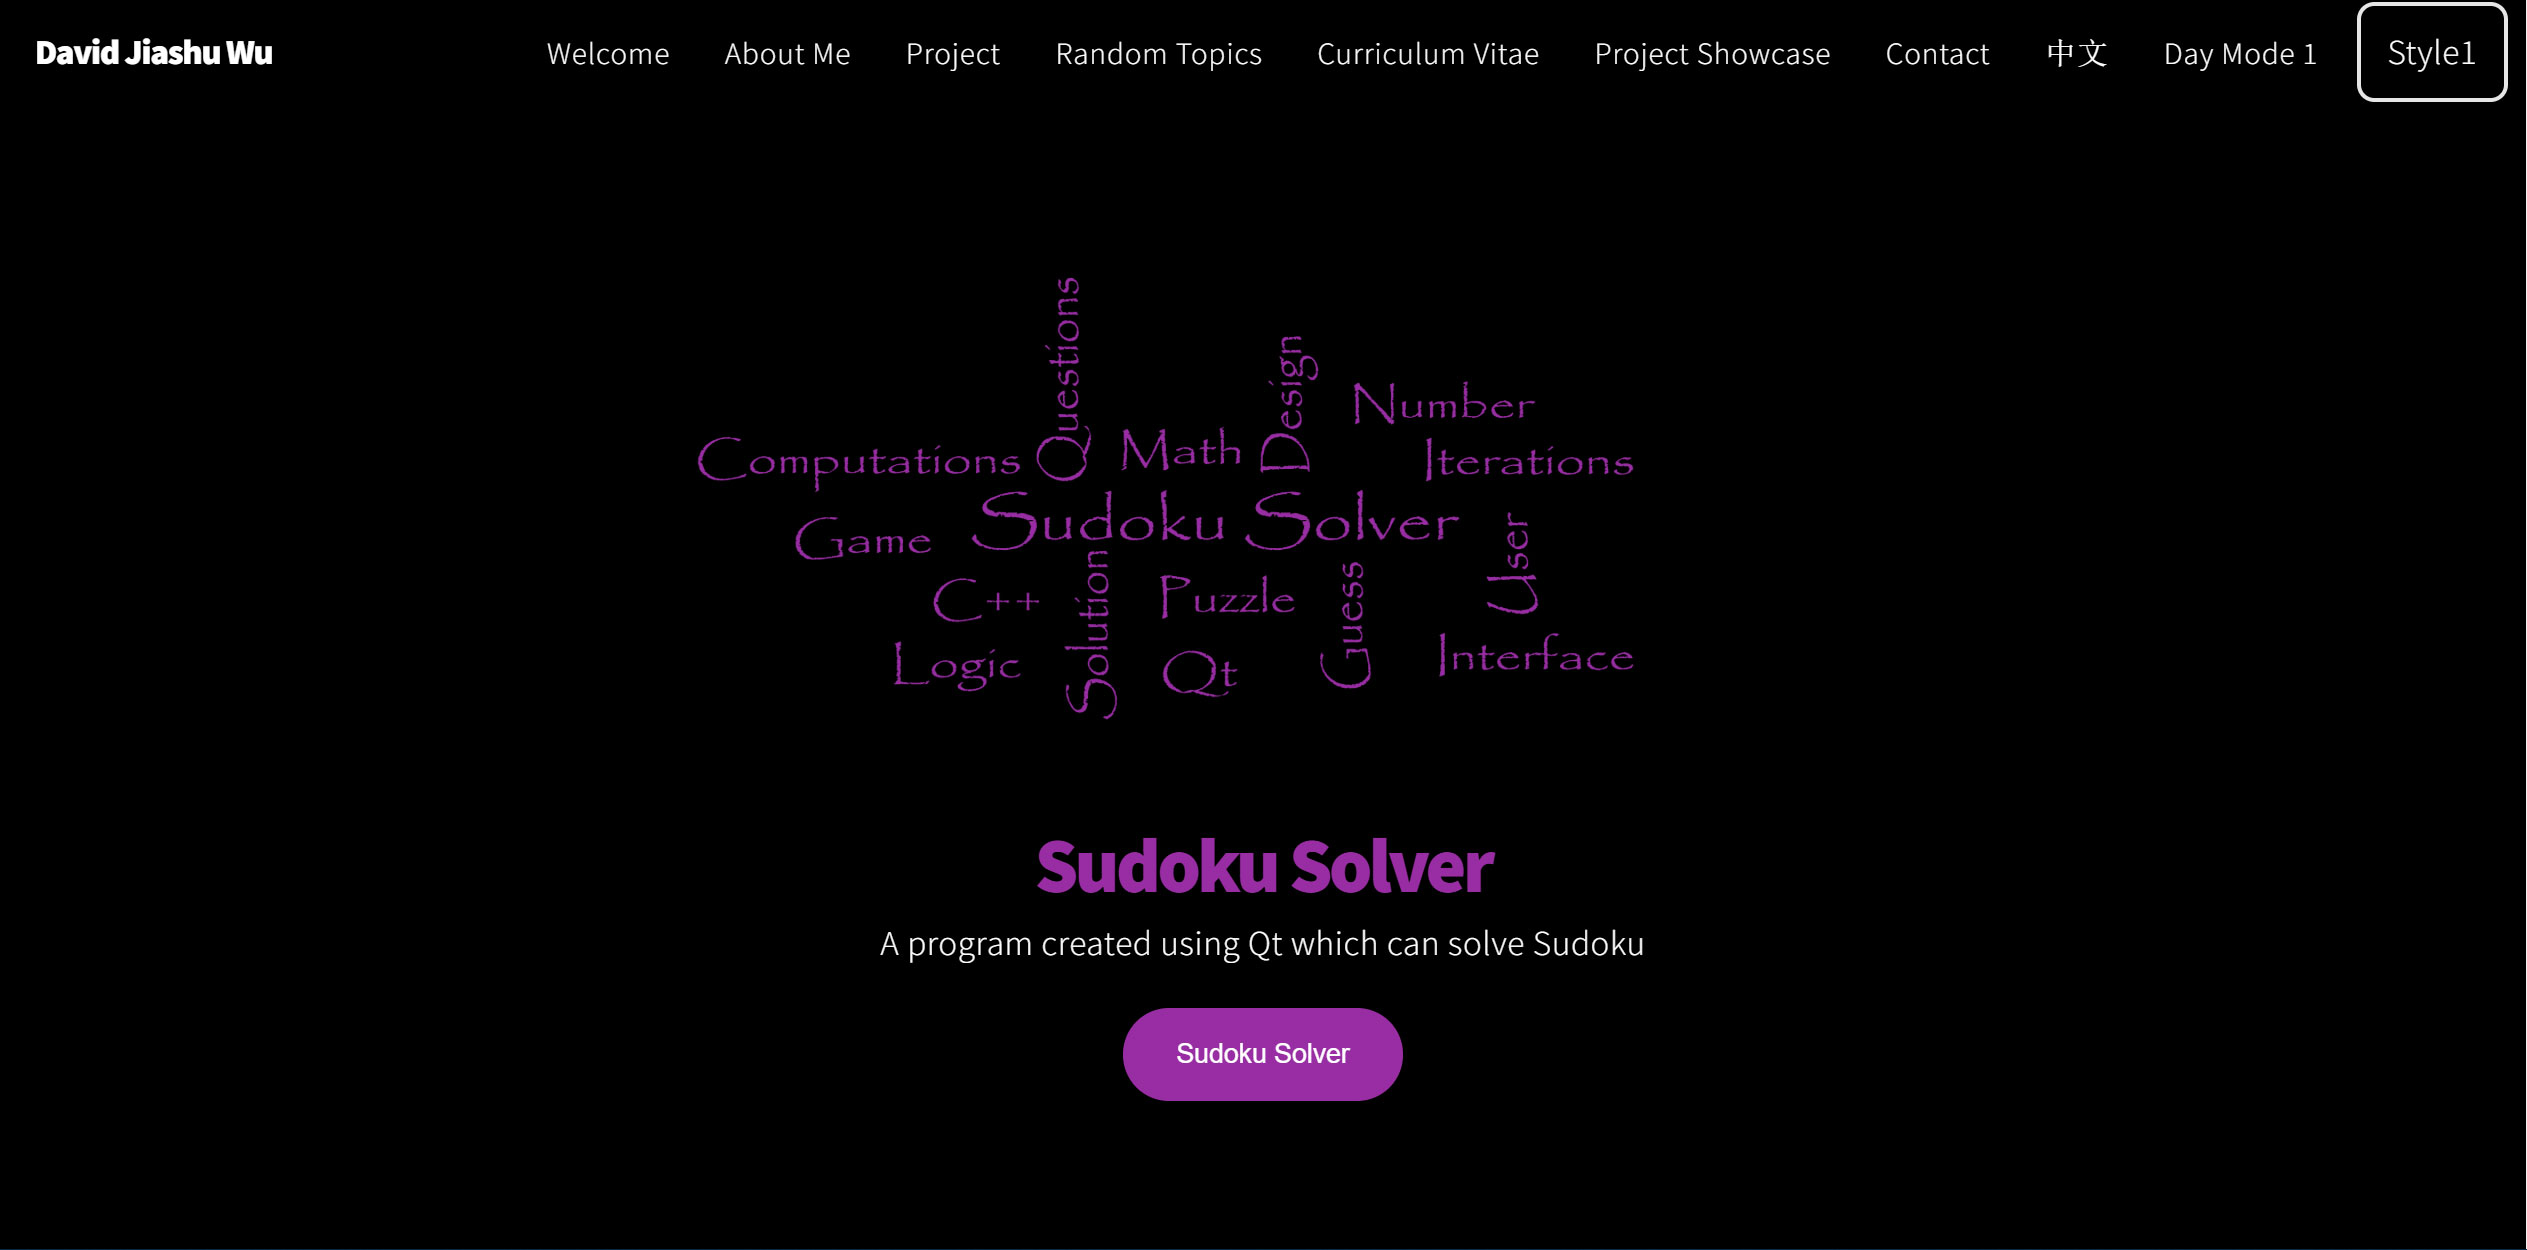 David Jiashu Wu
Welcome
About Me
Project
Random Topics
Curriculum Vitae
Project Showcase
Contact
中文
Day Mode 1
Style1
Questions
Design
Number
Computations
Math
Iterations
Sudoku Solver
Game
User
C++
Solution
Puzzle
Guess
Logic
Qt
Interface
Sudoku Solver
A program created using Qt which can solve Sudoku
Sudoku Solver